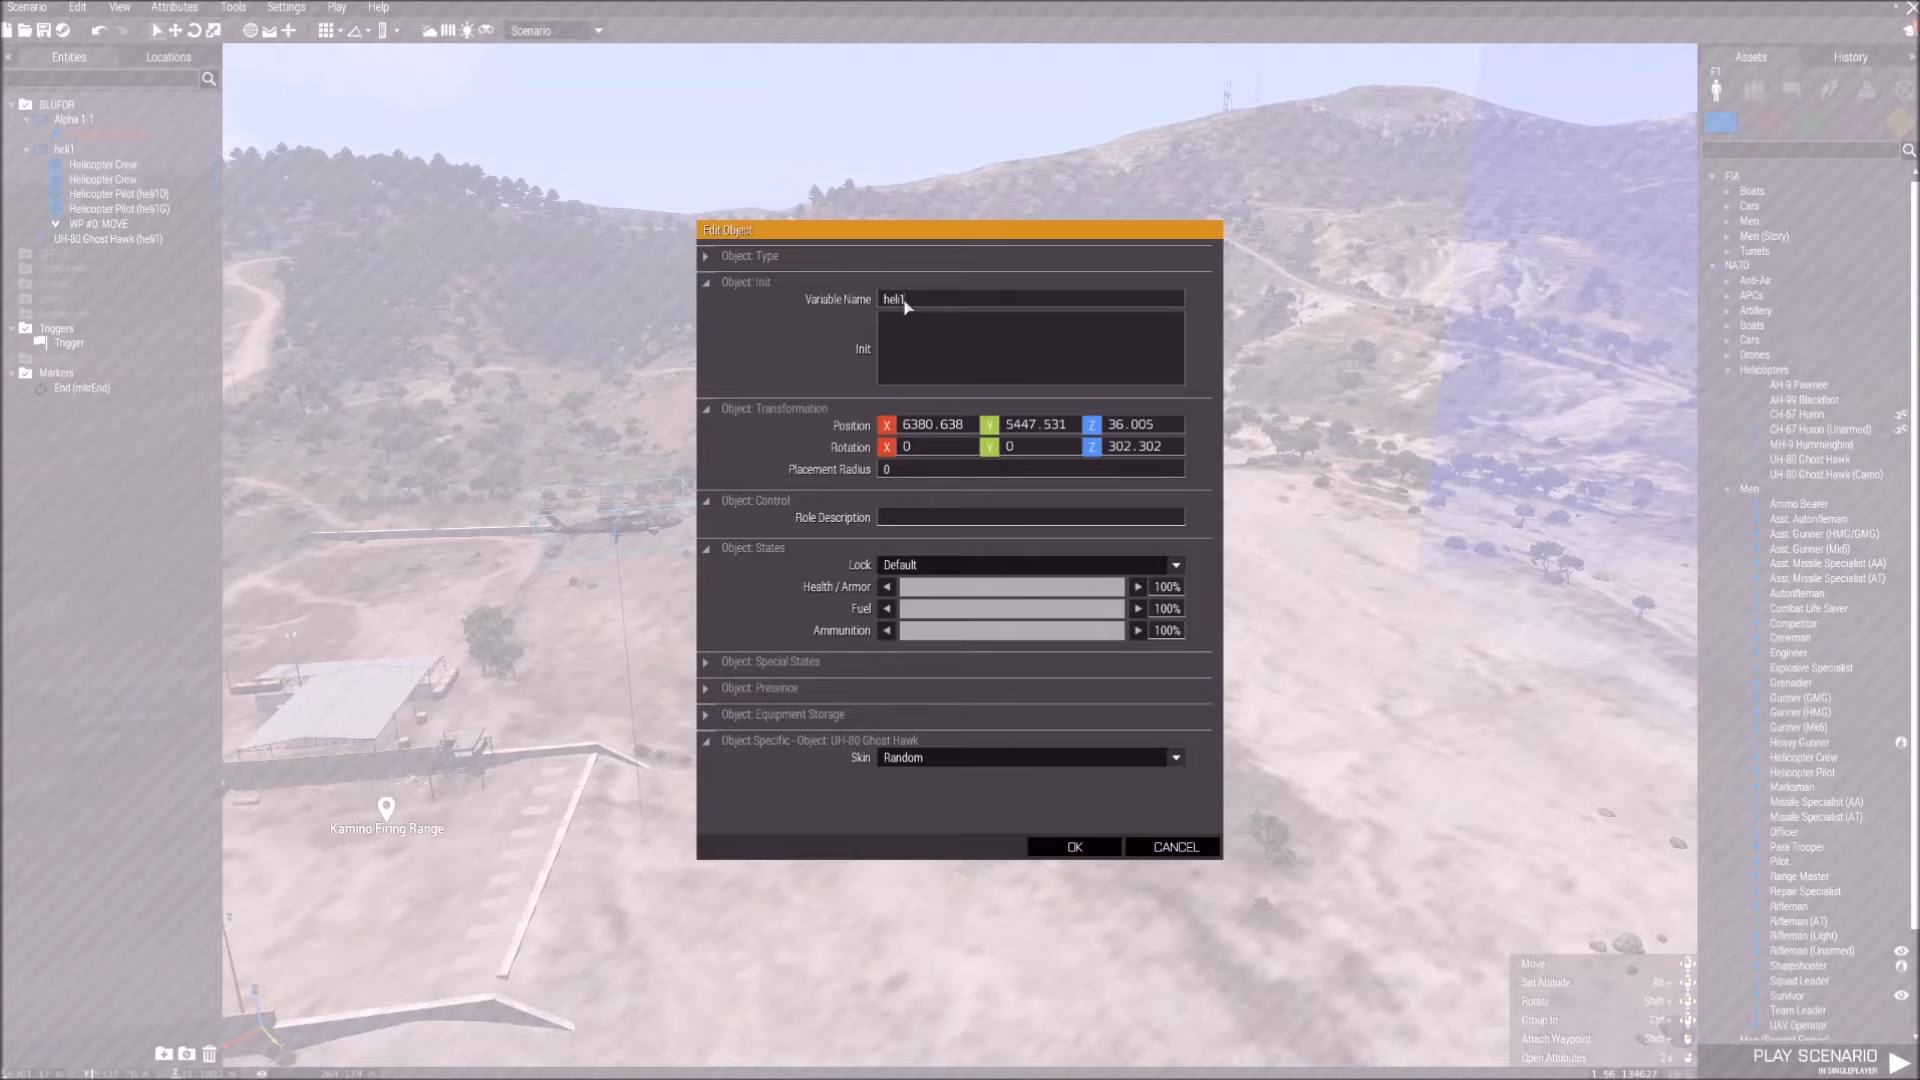 Scenario Edit View Attributes Tools Settings Play Help
Scenario
Entities Locations
BLUFOR
Alpha 1-1
heli1
Helicopter Crew
Helicopter Crew
Helicopter Pilot (heli1D)
Helicopter Pilot (heli1G)
WP #0: MOVE
UH-80 Ghost Hawk (heli1)
Triggers
Trigger
Markers
End (mkrEnd)
Edit Object
Object: Type
Object: Init
Variable Name heli1
Init
Object: Transformation
Position X 6380.638 Y 5447.531 Z 36.005
Rotation X 0 Y 0 Z 302.302
Placement Radius 0
Object: Control
Role Description
Object: States
Lock Default
Health / Armor 100%
Fuel 100%
Ammunition 100%
Object: Special States
Object: Presence
Object: Equipment Storage
Object Specific - Object: UH-80 Ghost Hawk
Skin Random
OK CANCEL
Kamino Firing Range
Assets History
F1
FIA
Boats
Cars
Men
Men (Story)
Turrets
NATO
Anti-Air
APCs
Artillery
Boats
Cars
Drones
Helicopters
AH-9 Pawnee
AH-99 Blackfoot
CH-67 Huron
CH-67 Huron (Unarmed)
MH-9 Hummingbird
UH-80 Ghost Hawk
UH-80 Ghost Hawk (Camo)
Men
Ammo Bearer
Asst. Autorifleman
Asst. Gunner (HMG/GMG)
Asst. Gunner (Mk6)
Asst. Missile Specialist (AA)
Asst. Missile Specialist (AT)
Autorifleman
Combat Life Saver
Competitor
Crewman
Engineer
Explosive Specialist
Grenadier
Gunner (GMG)
Gunner (HMG)
Gunner (Mk6)
Heavy Gunner
Helicopter Crew
Helicopter Pilot
Marksman
Missile Specialist (AA)
Missile Specialist (AT)
Officer
Para Trooper
Pilot
Range Master
Repair Specialist
Rifleman
Rifleman (AT)
Rifleman (Light)
Rifleman (Unarmed)
Sharpshooter
Squad Leader
Survivor
Team Leader
UAV Operator
Move
Set Altitude Alt +
Rotate Shift +
Group to Ctrl +
Attach Waypoint Shift +
Open Attributes 2 x
PLAY SCENARIO
IN SINGLEPLAYER
264.174 m
1.56.134627